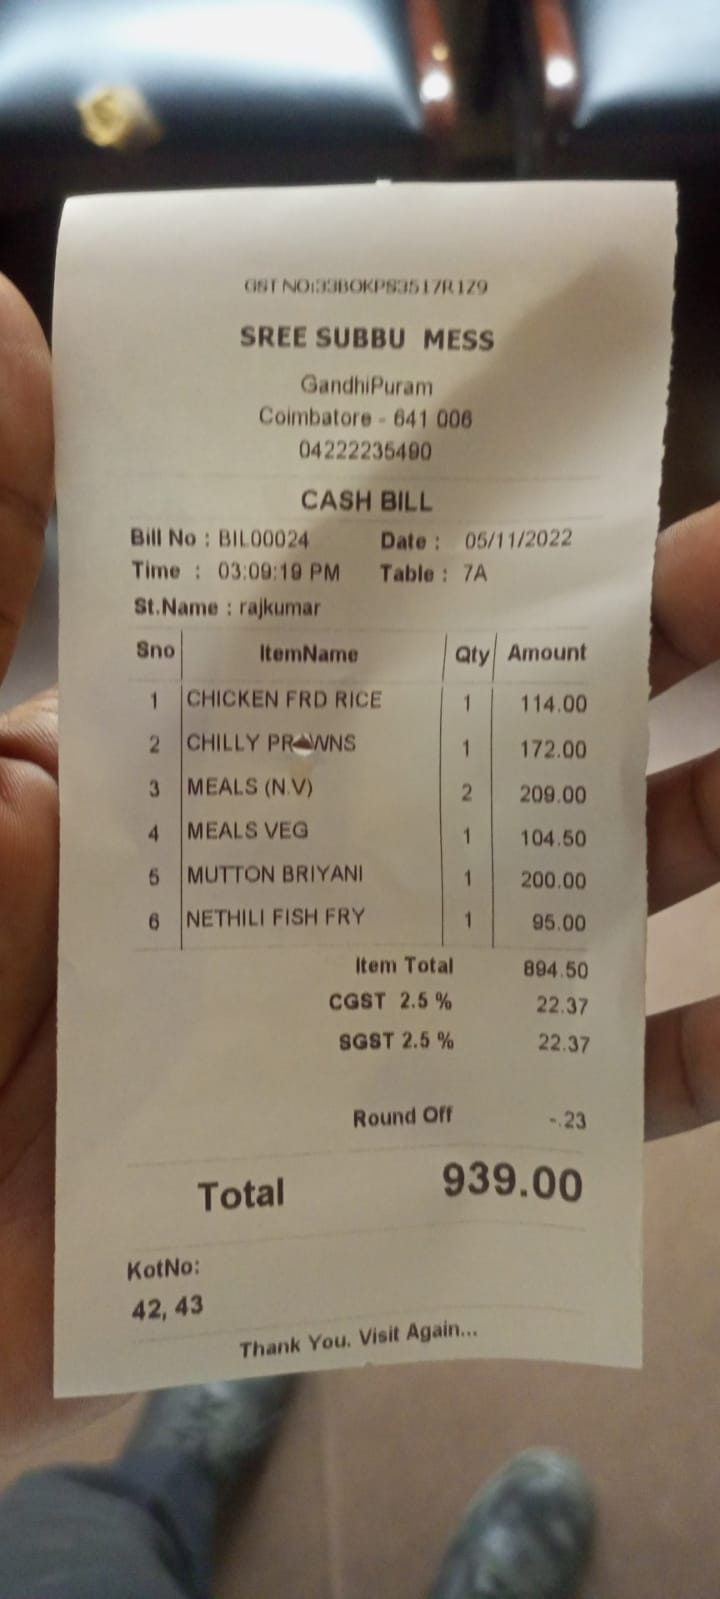 GST NO:33BOKPS3517R1Z9
SREE SUBBU MESS
GandhiPuram
Coimbatore - 641 006
04222235490
CASH BILL
Bill No : BIL00024 Date : 05/11/2022
Time : 03:09:19 PM Table : 7A
St.Name : rajkumar
Sno ItemName Qty Amount
1 CHICKEN FRD RICE 1 114.00
2 CHILLY PRAWNS 1 172.00
3 MEALS (N.V) 2 209.00
4 MEALS VEG 1 104.50
5 MUTTON BRIYANI 1 200.00
6 NETHILI FISH FRY 1 95.00
Item Total 894.50
CGST 2.5 % 22.37
SGST 2.5 % 22.37
Round Off -.23
Total 939.00
KotNo:
42, 43
Thank You. Visit Again...